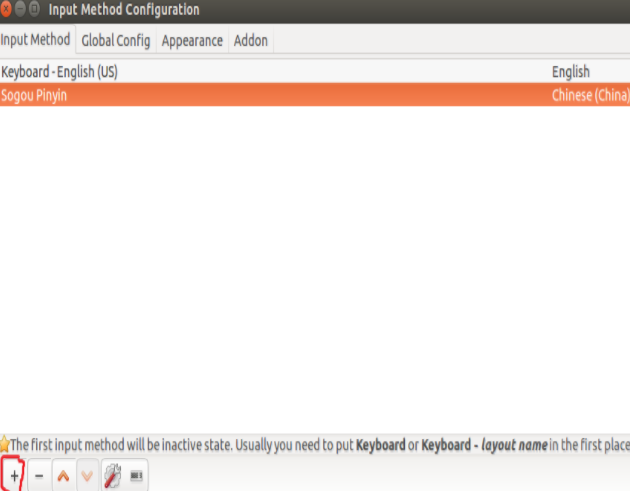 Input Method Configuration
Input Method Global Config Appearance Addon
Keyboard - English (US) English
Sogou Pinyin Chinese (China)
The first input method will be inactive state. Usually you need to put Keyboard or Keyboard - layout name in the first place
+ -